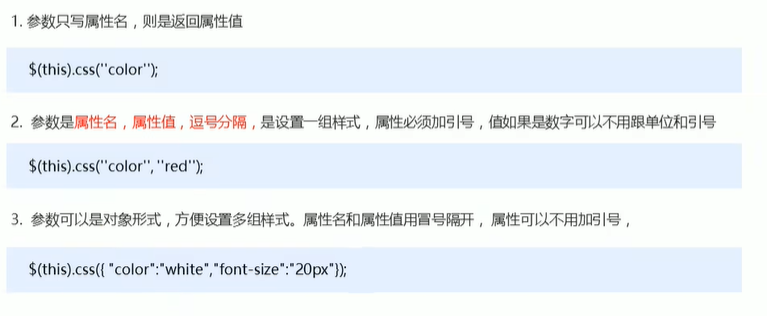 1. 参数只写属性名，则是返回属性值
$(this).css(''color'');
2. 参数是属性名，属性值，逗号分隔，是设置一组样式，属性必须加引号，值如果是数字可以不用跟单位和引号
$(this).css(''color'', ''red'');
3. 参数可以是对象形式，方便设置多组样式。属性名和属性值用冒号隔开，属性可以不用加引号，
$(this).css({ "color":"white","font-size":"20px"});